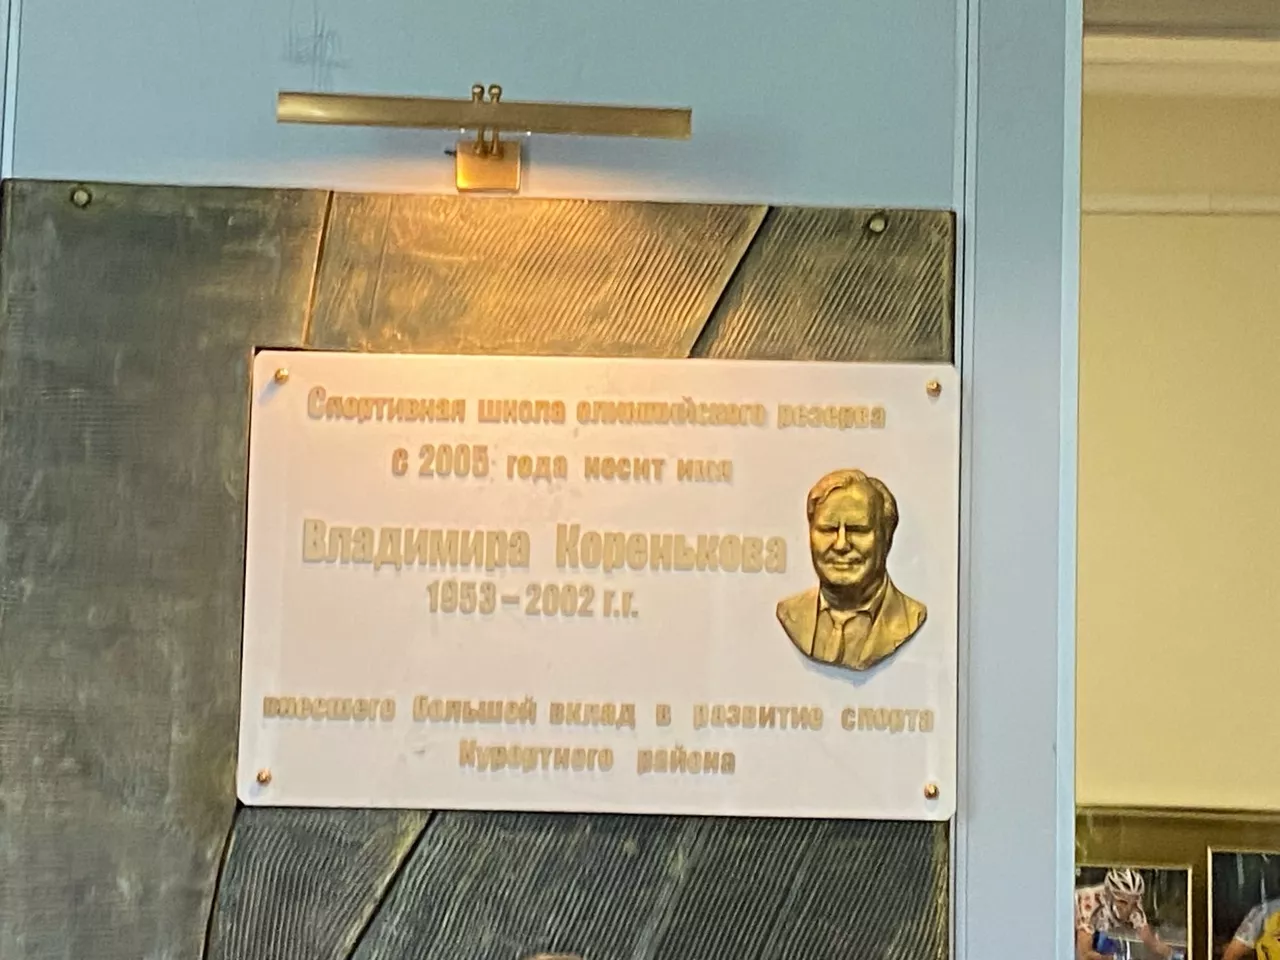 Спортивная школа олимпийского резерва
с 2005 года носит имя
Владимира Коренькова
1953 – 2002 г.г.
внесшего большой вклад в развитие спорта
Курортного района